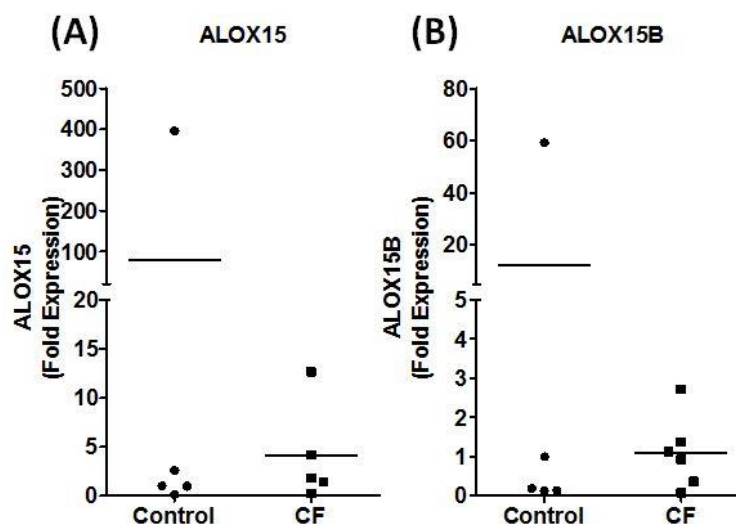 (A)
ALOX15
ALOX15
(Fold Expression)
500
400
300
200
100
20
15
10
5
0
Control
CF
(B)
ALOX15B
ALOX15B
(Fold Expression)
80
60
40
20
5
4
3
2
1
0
Control
CF